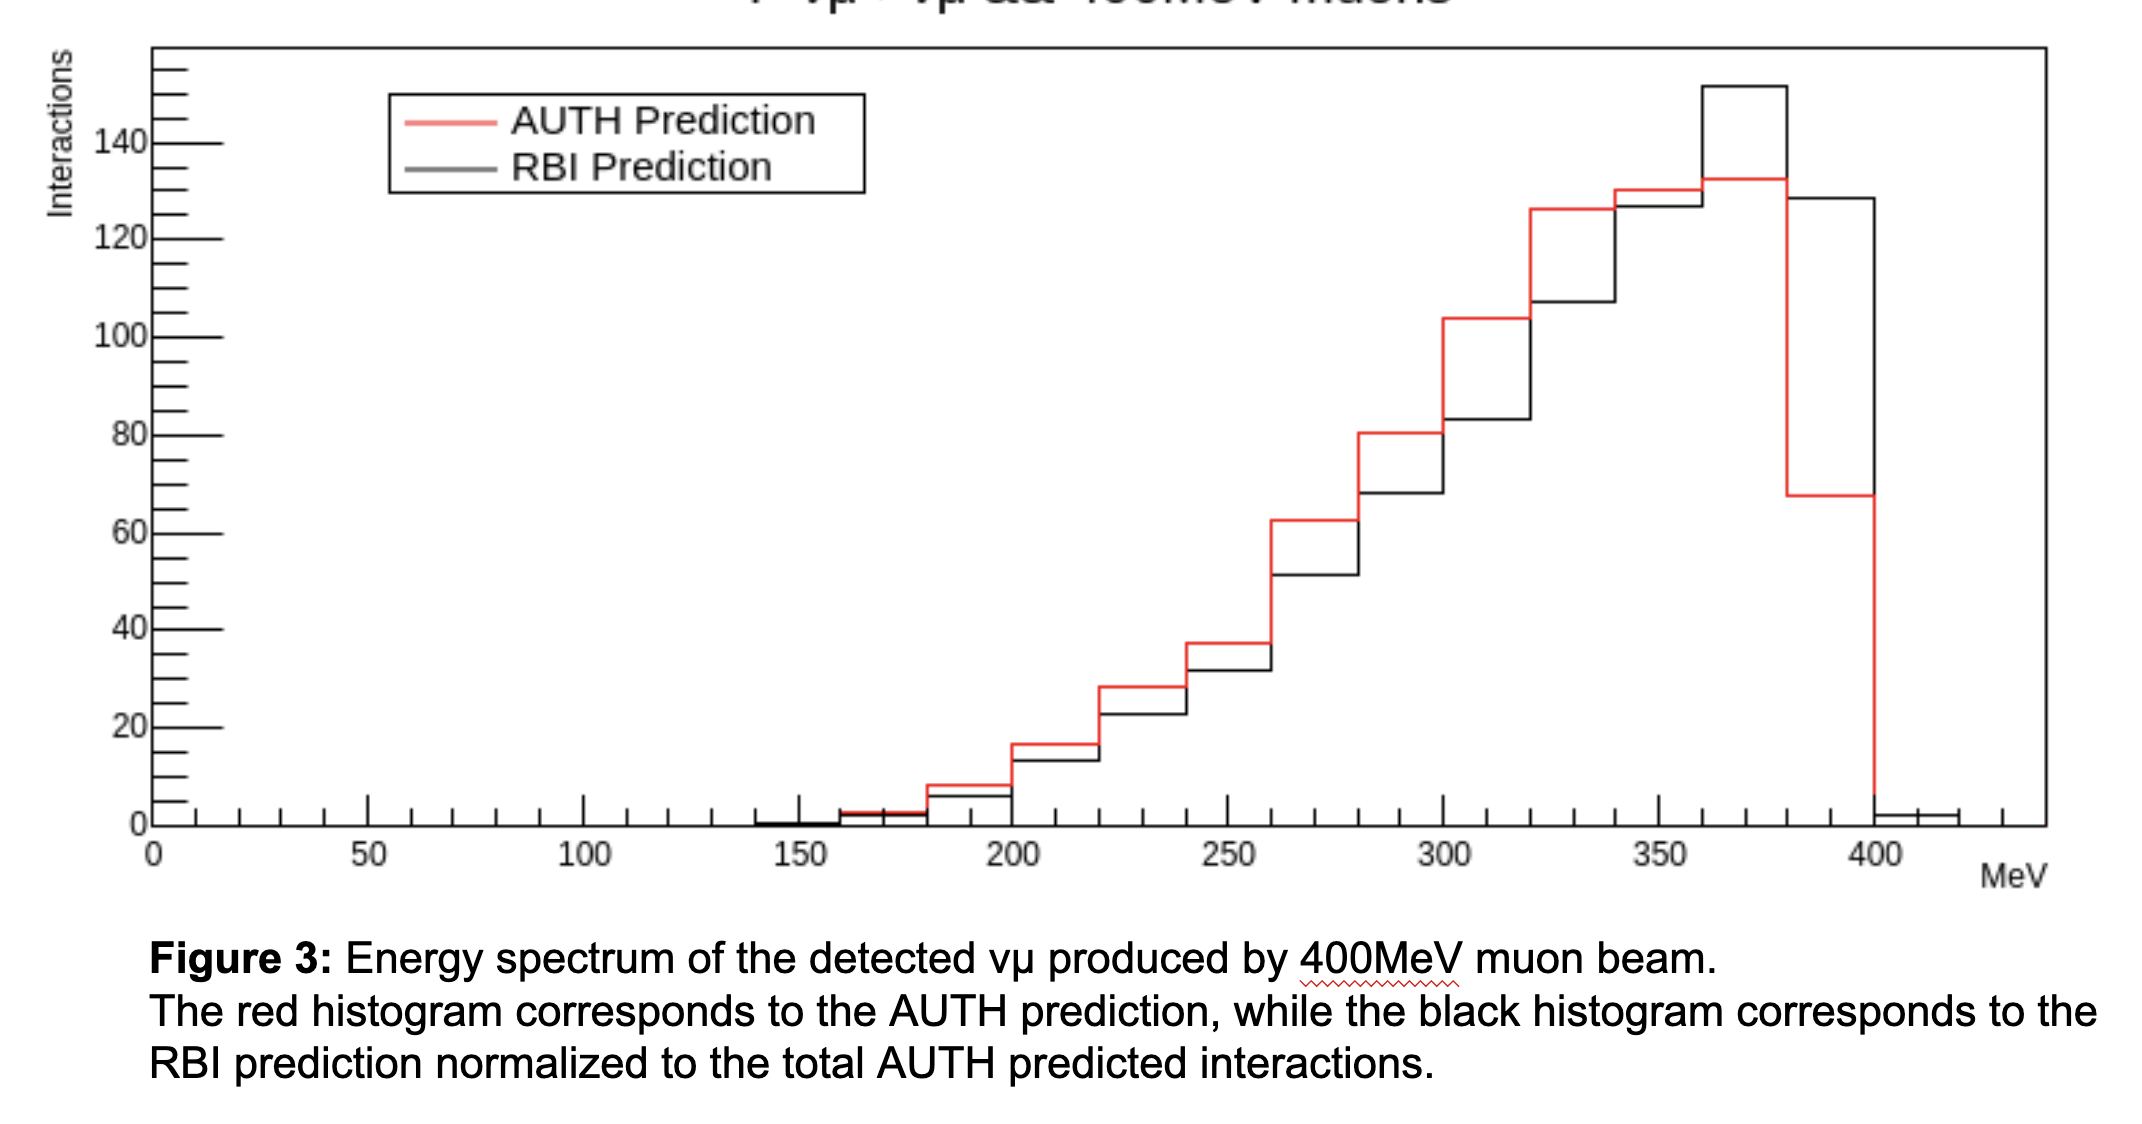 400MeV muons
Interactions
AUTH Prediction
RBI Prediction
140
120
100
80
60
40
20
0
0 50 100 150 200 250 300 350 400
MeV
Figure 3: Energy spectrum of the detected νμ produced by 400MeV muon beam.
The red histogram corresponds to the AUTH prediction, while the black histogram corresponds to the
RBI prediction normalized to the total AUTH predicted interactions.